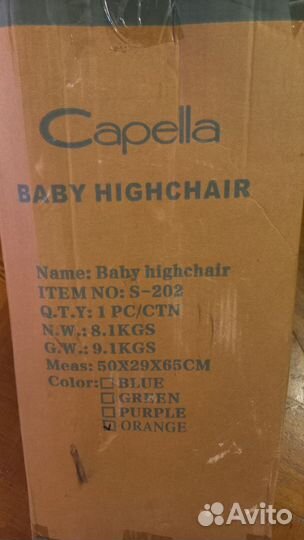 Capella
BABY HIGHCHAIR
Name: Baby highchair
ITEM NO: S-202
Q.T.Y: 1 PC/CTN
N.W.: 8.1KGS
G.W.: 9.1KGS
Meas: 50X29X65CM
Color: BLUE
GREEN
PURPLE
ORANGE
Avito